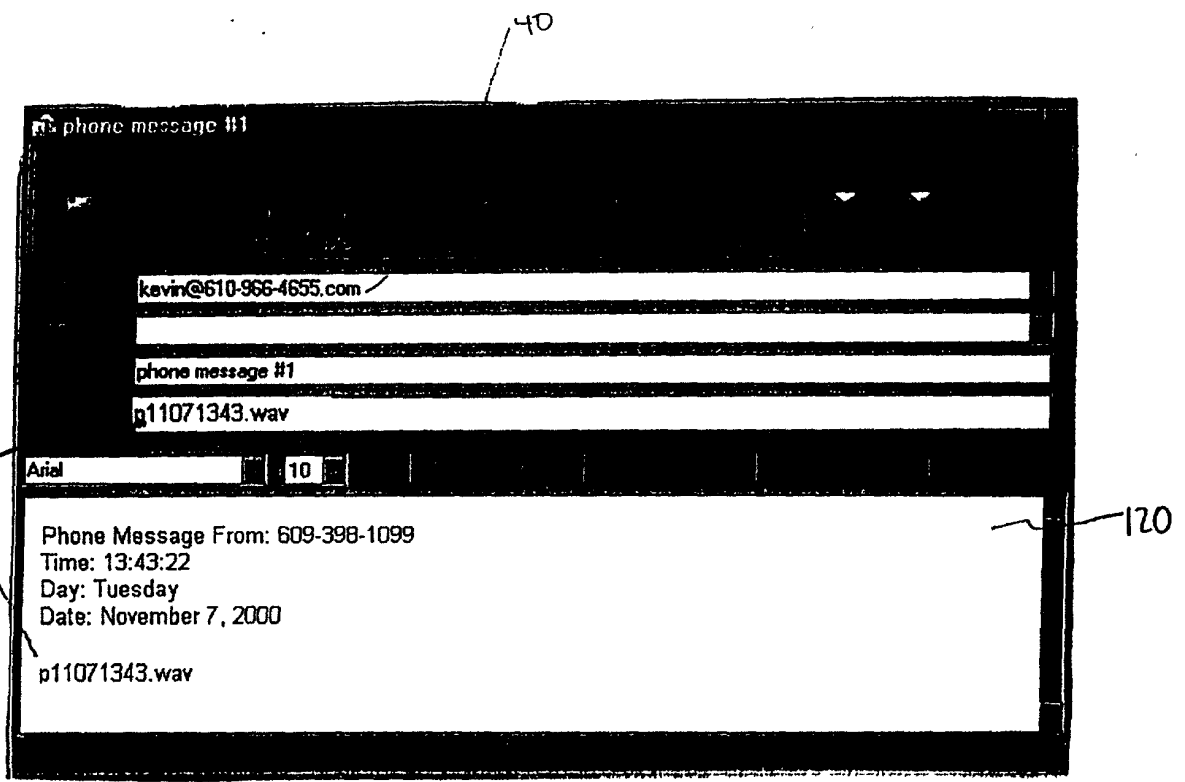 40
phone message #1
kevin@610-966-4655.com
phone message #1
p11071343.wav
Arial 10
120
Phone Message From: 609-398-1099
Time: 13:43:22
Day: Tuesday
Date: November 7, 2000
p11071343.wav